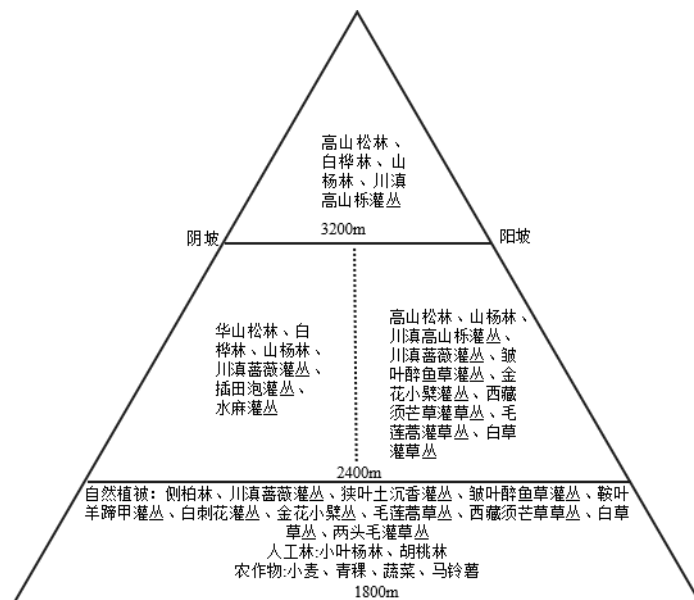 高山松林、
白桦林、山
杨林、川滇
高山栎灌丛
3200m
阴坡
阳坡
华山松林、白
桦林、山杨林、
川滇蔷薇灌丛、
插田泡灌丛、
水麻灌丛
高山松林、山杨林、
川滇高山栎灌丛、
川滇蔷薇灌丛、皱
叶醉鱼草灌丛、金
花小檗灌丛、西藏
须芒草灌草丛、毛
莲蒿灌草丛、白草
灌草丛
2400m
自然植被：侧柏林、川滇蔷薇灌丛、狭叶土沉香灌丛、皱叶醉鱼草灌丛、鞍叶
羊蹄甲灌丛、白刺花灌丛、金花小檗丛、毛莲蒿草丛、西藏须芒草草丛、白草
草丛、两头毛灌草丛
人工林:小叶杨林、胡桃林
农作物:小麦、青稞、蔬菜、马铃薯
1800m